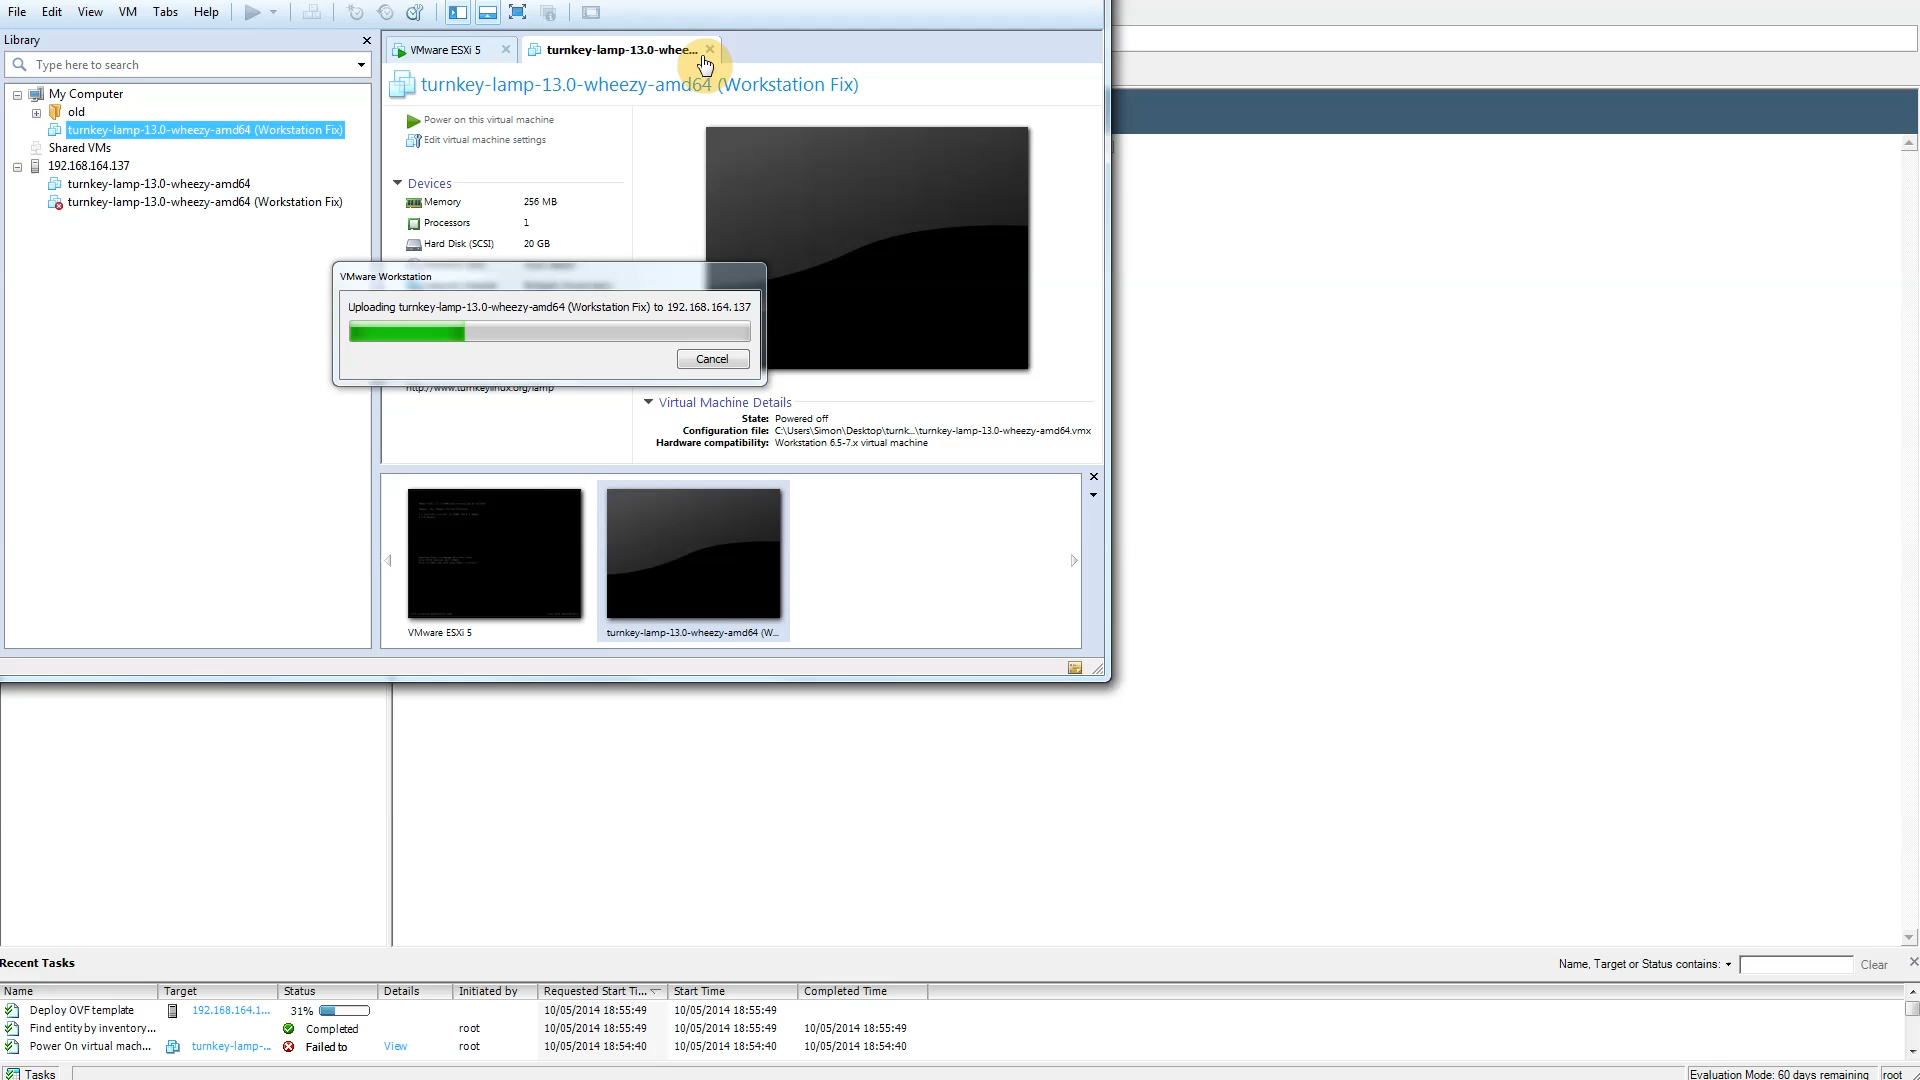 File Edit View VM Tabs Help
Library
Type here to search
My Computer
old
turnkey-lamp-13.0-wheezy-amd64 (Workstation Fix)
Shared VMs
192.168.164.137
turnkey-lamp-13.0-wheezy-amd64
turnkey-lamp-13.0-wheezy-amd64 (Workstation Fix)
VMware ESXi 5
turnkey-lamp-13.0-whee...
turnkey-lamp-13.0-wheezy-amd64 (Workstation Fix)
Power on this virtual machine
Edit virtual machine settings
Devices
Memory 256 MB
Processors 1
Hard Disk (SCSI) 20 GB
VMware Workstation
Uploading turnkey-lamp-13.0-wheezy-amd64 (Workstation Fix) to 192.168.164.137
Cancel
http://www.turnkeylinux.org/lamp
Virtual Machine Details
State: Powered off
Configuration file: C:\Users\Simon\Desktop\turnk...\turnkey-lamp-13.0-wheezy-amd64.vmx
Hardware compatibility: Workstation 6.5-7.x virtual machine
VMware ESXi 5
turnkey-lamp-13.0-wheezy-amd64 (W...
Recent Tasks
Name, Target or Status contains: Clear
Name Target Status Details Initiated by Requested Start Ti... Start Time Completed Time
Deploy OVF template 192.168.164.1... 31% 10/05/2014 18:55:49 10/05/2014 18:55:49
Find entity by inventory... Completed root 10/05/2014 18:55:49 10/05/2014 18:55:49 10/05/2014 18:55:49
Power On virtual mach... turnkey-lamp-... Failed to View root 10/05/2014 18:54:40 10/05/2014 18:54:40 10/05/2014 18:54:40
Tasks
Evaluation Mode: 60 days remaining root